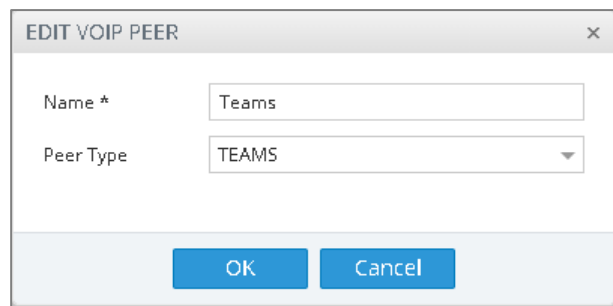 EDIT VOIP PEER ×
Name * Teams
Peer Type TEAMS
OK Cancel